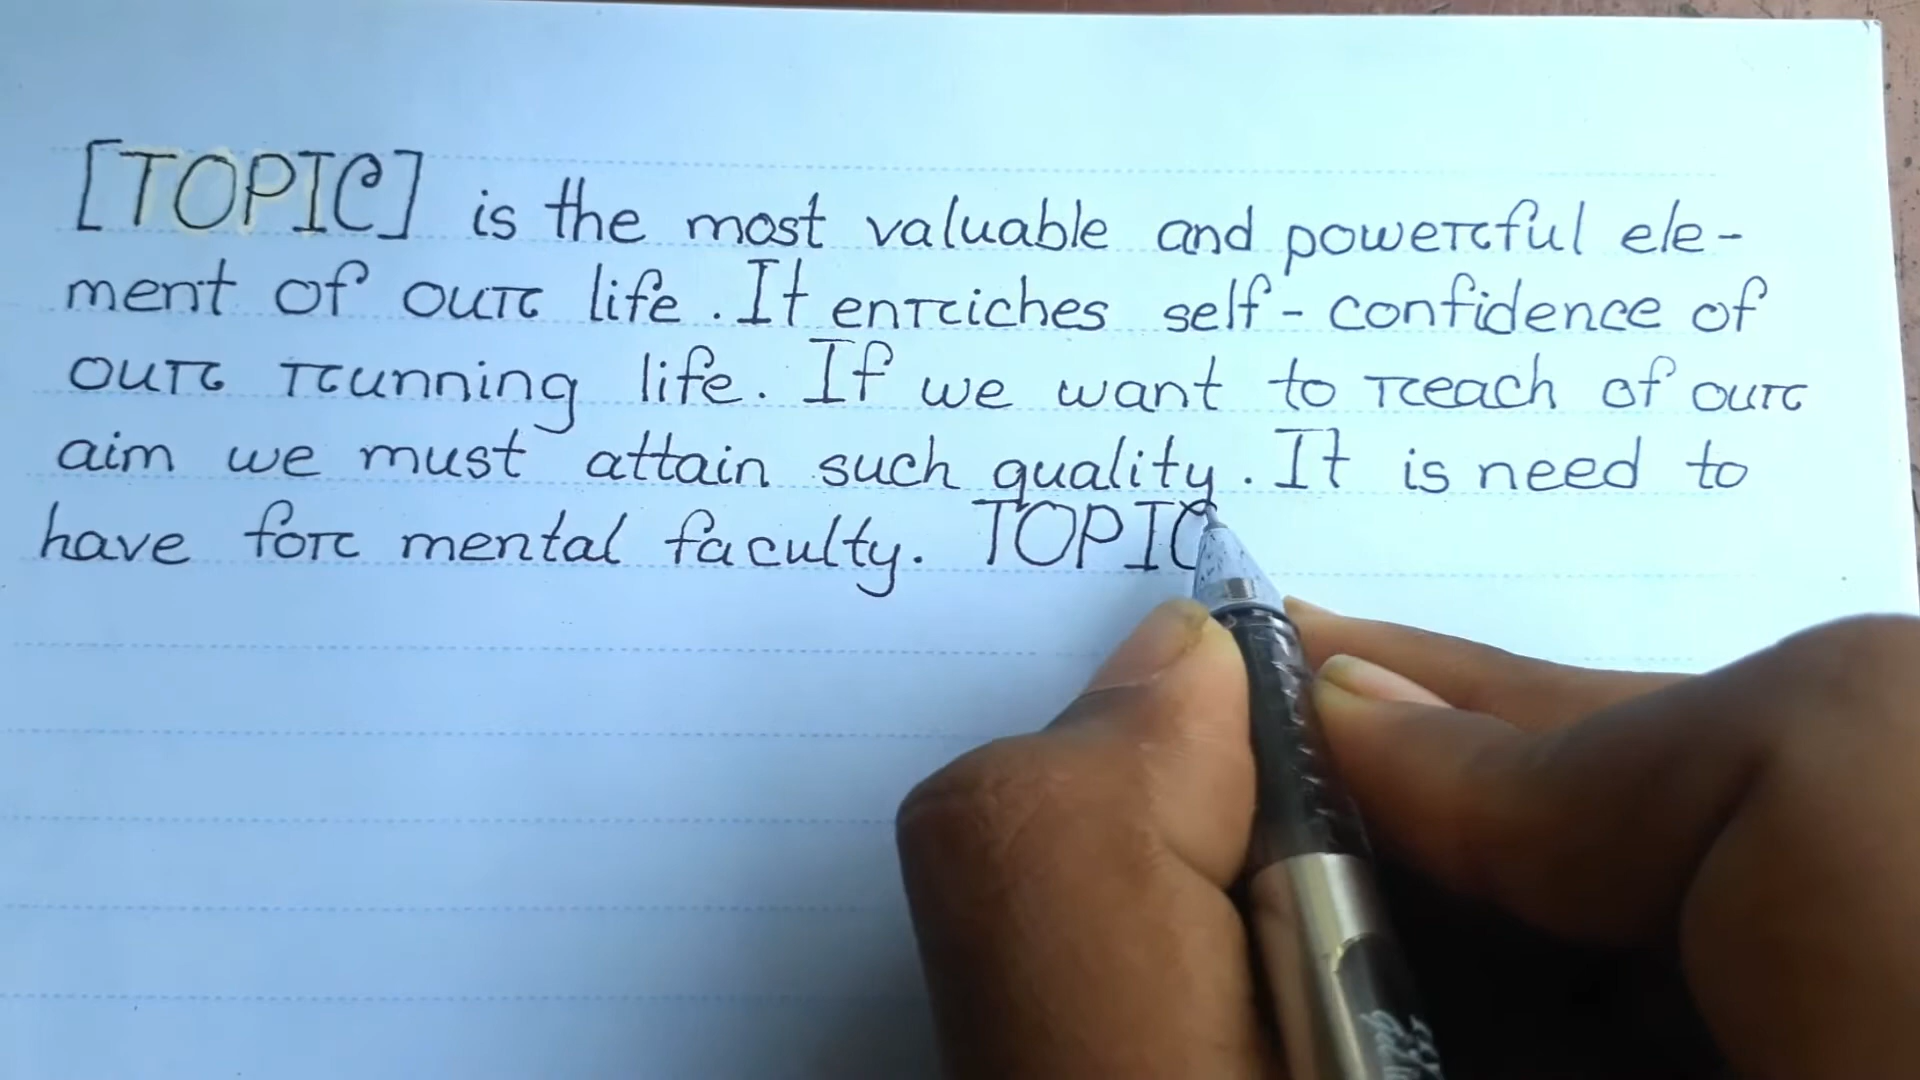 [TOPIC] is the most valuable and powerful ele-
ment of our life. It enriches self-confidence of
our running life. If we want to reach of our
aim we must attain such quality. It is need to
have for mental faculty. TOPIC